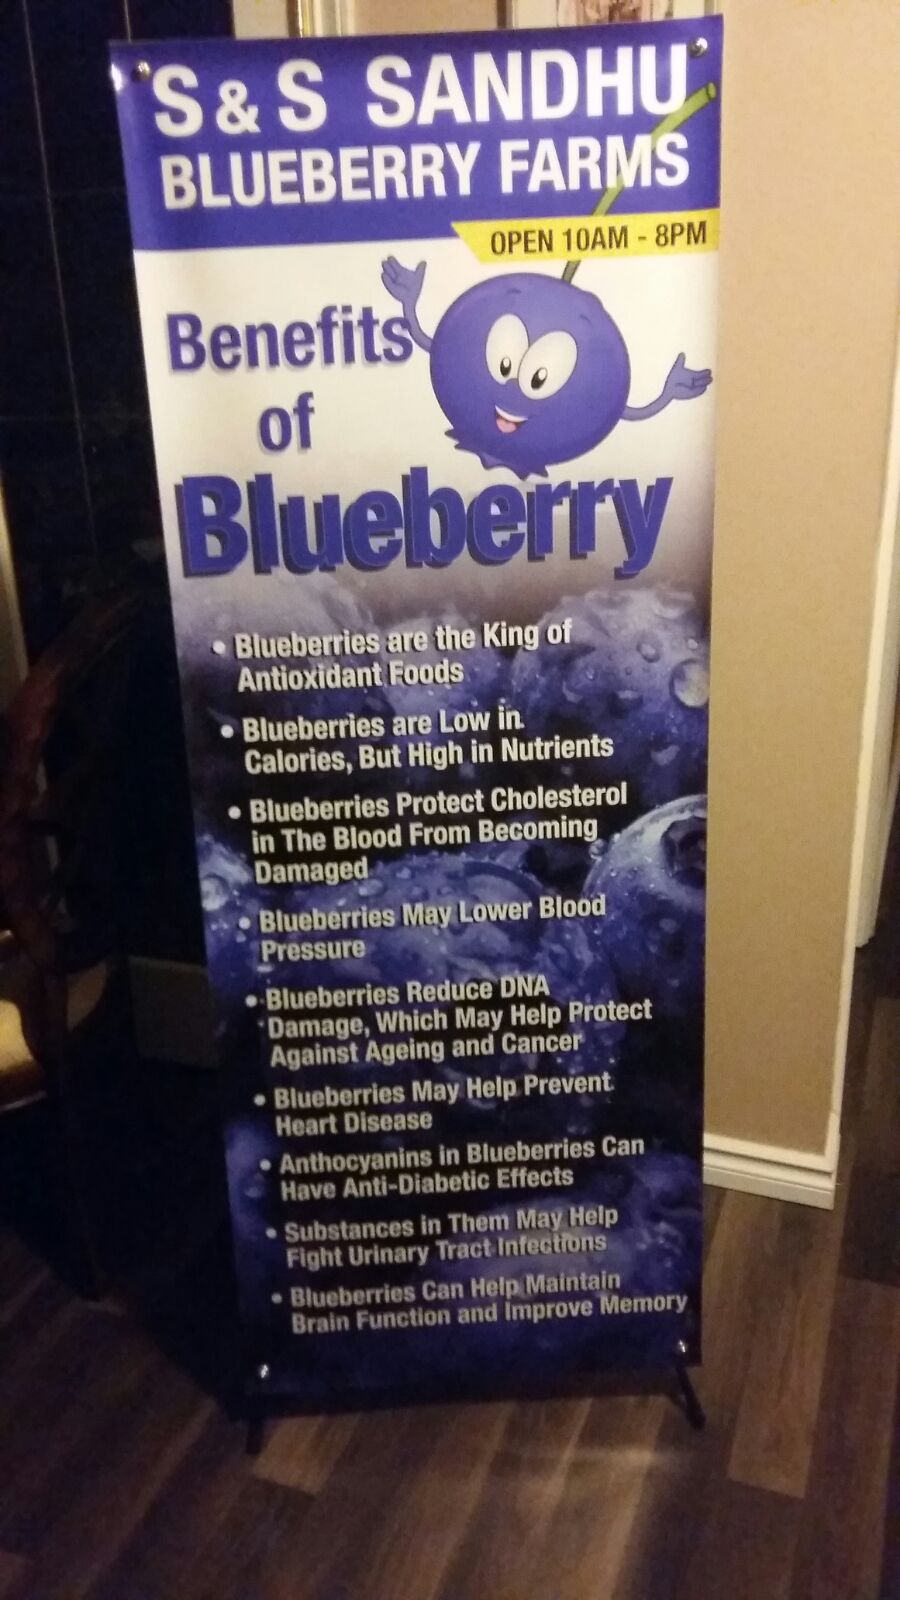 S & S SANDHU
BLUEBERRY FARMS
OPEN 10AM - 8PM
Benefits
of
Blueberry
• Blueberries are the King of
Antioxidant Foods
• Blueberries are Low in
Calories, But High in Nutrients
• Blueberries Protect Cholesterol
in The Blood From Becoming
Damaged
• Blueberries May Lower Blood
Pressure
• Blueberries Reduce DNA
Damage, Which May Help Protect
Against Ageing and Cancer
• Blueberries May Help Prevent
Heart Disease
• Anthocyanins in Blueberries Can
Have Anti-Diabetic Effects
• Substances in Them May Help
Fight Urinary Tract Infections
• Blueberries Can Help Maintain
Brain Function and Improve Memory